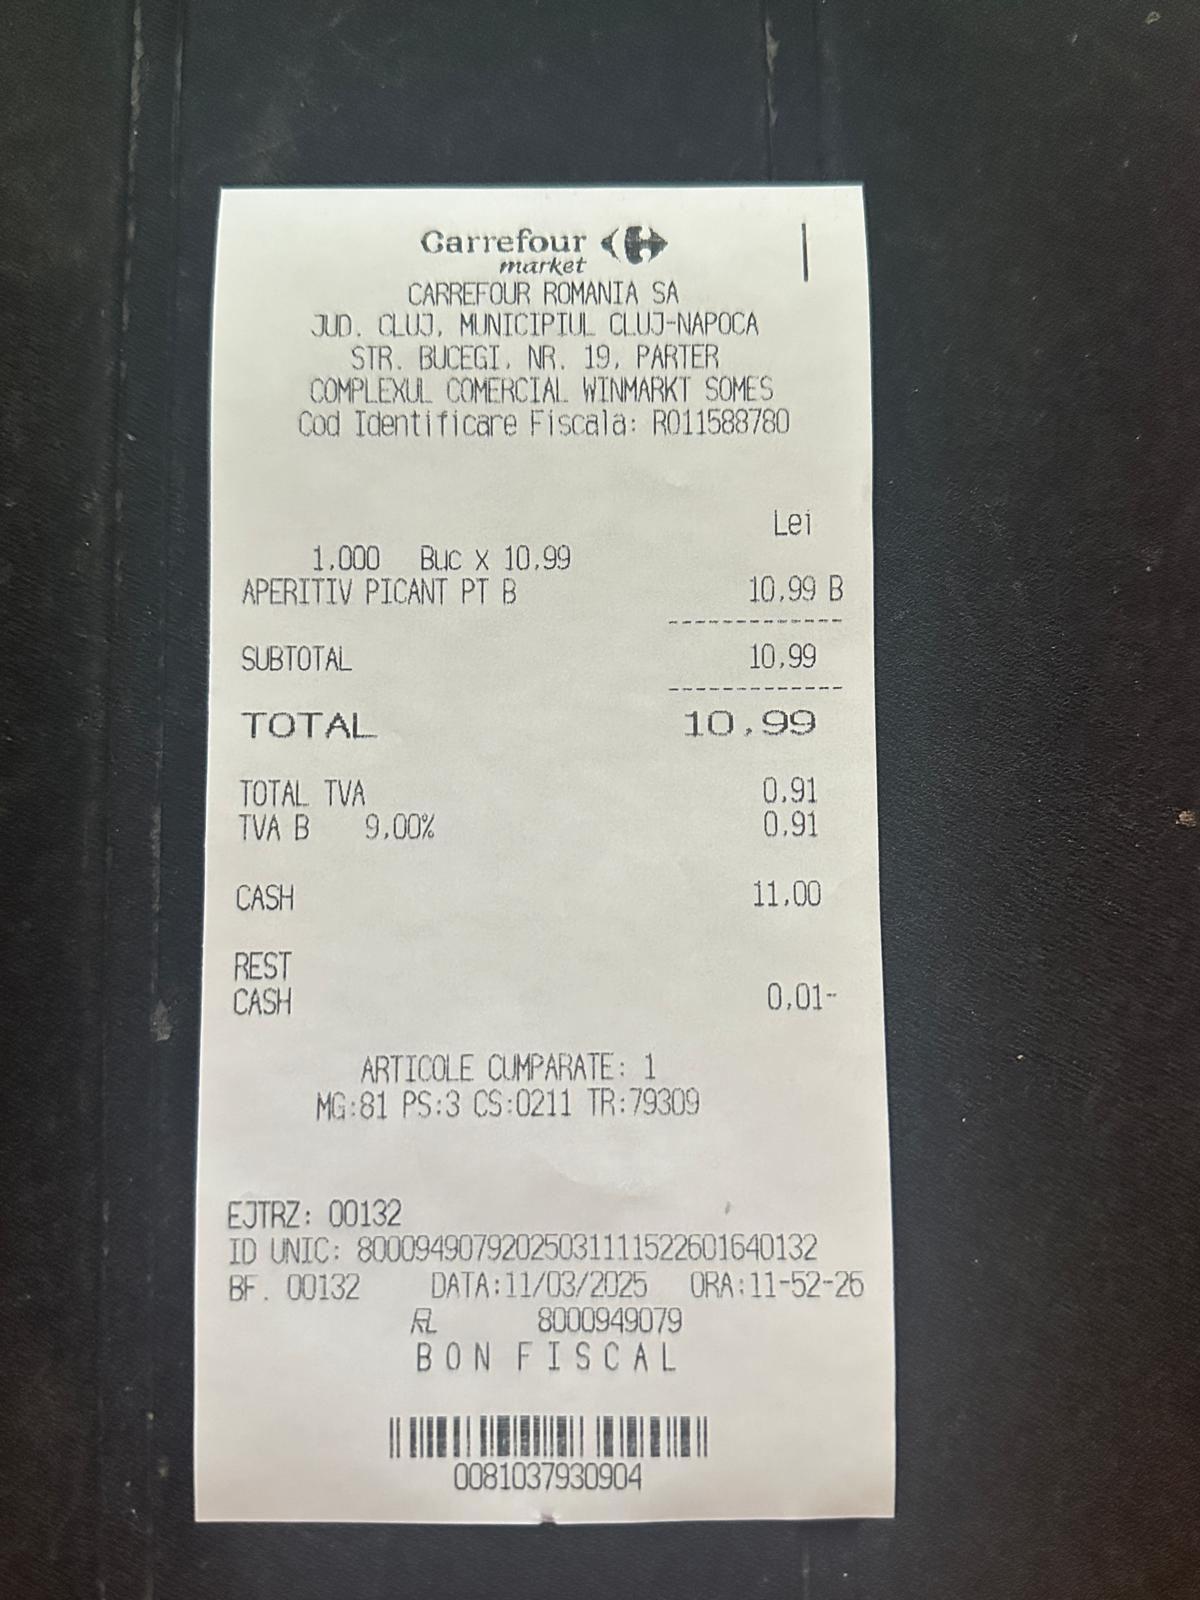 Carrefour
market
CARREFOUR ROMANIA SA
JUD. CLUJ, MUNICIPIUL CLUJ-NAPOCA
STR. BUCEGI, NR. 19, PARTER
COMPLEXUL COMERCIAL WINMARKT SOMES
Cod Identificare Fiscala: RO11588780
Lei
1,000 Buc x 10,99
APERITIV PICANT PT B 10,99 B
SUBTOTAL 10,99
TOTAL 10,99
TOTAL TVA 0,91
TVA B 9,00% 0,91
CASH 11,00
REST
CASH 0,01-
ARTICOLE CUMPARATE: 1
MG:81 PS:3 CS:0211 TR:79309
EJTRZ: 00132
ID UNIC: 80009490792025031111522601640132
BF. 00132 DATA:11/03/2025 ORA:11-52-26
8000949079
BON FISCAL
0081037930904